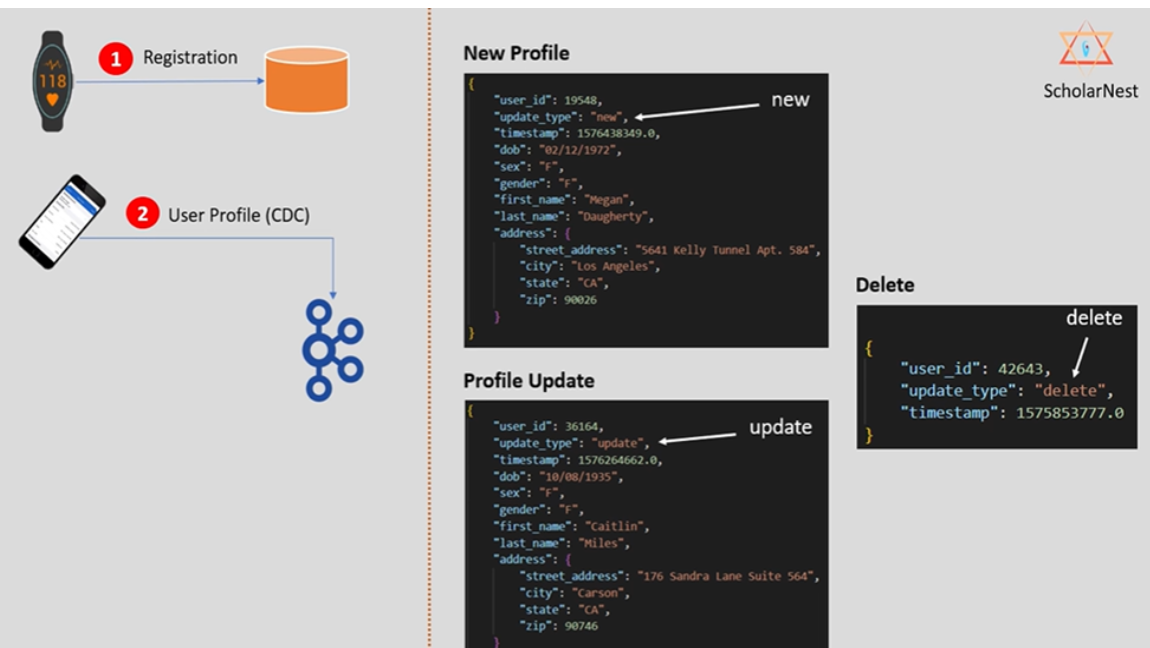 118
1 Registration
2 User Profile (CDC)
New Profile
{
"user_id": 19548,
"update_type": "new",
new
"timestamp": 1576438349.0,
"dob": "02/12/1972",
"sex": "F",
"gender": "F",
"first_name": "Megan",
"last_name": "Daugherty",
"address": {
"street_address": "5641 Kelly Tunnel Apt. 584",
"city": "Los Angeles",
"state": "CA",
"zip": 90026
}
}
Profile Update
{
"user_id": 36164,
"update_type": "update",
update
"timestamp": 1576264662.0,
"dob": "10/08/1935",
"sex": "F",
"gender": "F",
"first_name": "Caitlin",
"last_name": "Miles",
"address": {
"street_address": "176 Sandra Lane Suite 564",
"city": "Carson",
"state": "CA",
"zip": 90746
}
ScholarNest
Delete
delete
{
"user_id": 42643,
"update_type": "delete",
"timestamp": 1575853777.0
}